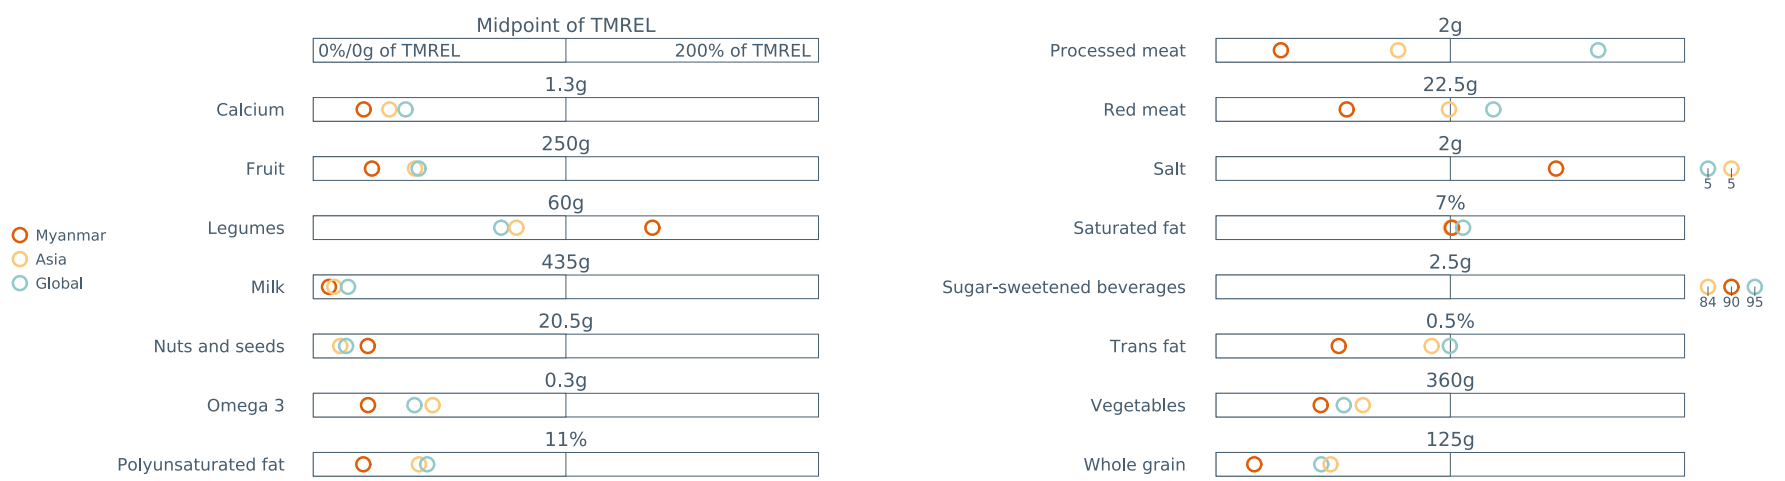 Midpoint of TMREL
0%/0g of TMREL 200% of TMREL
1.3g
Calcium
250g
Fruit
60g
Legumes
435g
Milk
20.5g
Nuts and seeds
0.3g
Omega 3
11%
Polyunsaturated fat
Myanmar
Asia
Global
2g
Processed meat
22.5g
Red meat
2g
Salt
5 5
7%
Saturated fat
2.5g
Sugar-sweetened beverages
84 90 95
0.5%
Trans fat
360g
Vegetables
125g
Whole grain